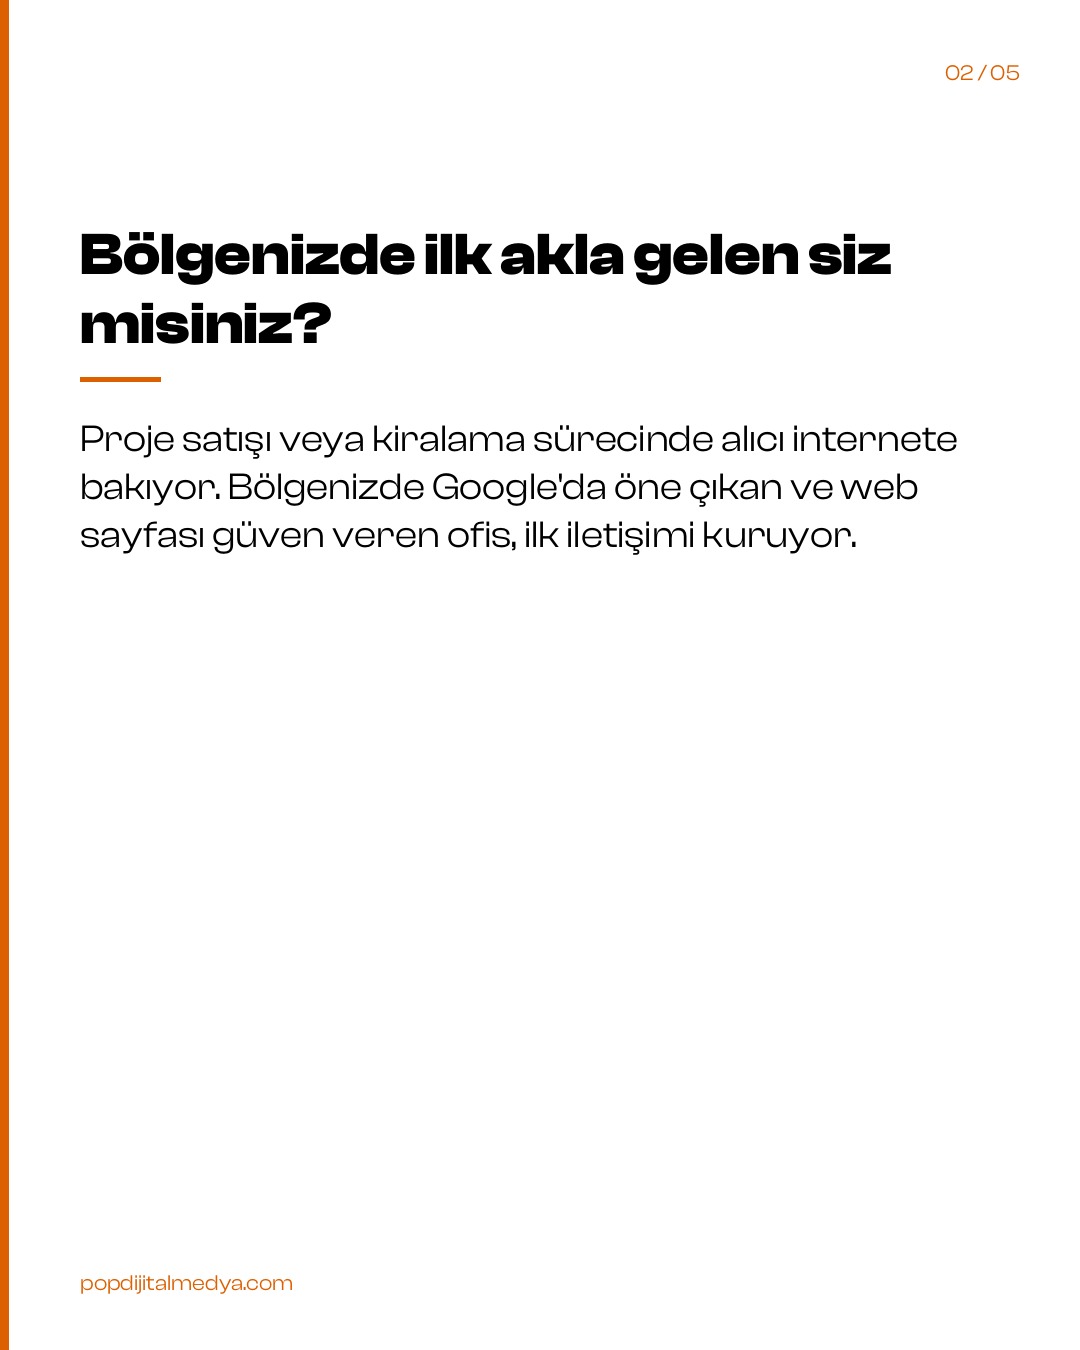 02 / 05
Bölgenizde ilk akla gelen siz
misiniz?
Proje satışı veya kiralama sürecinde alıcı internete
bakıyor. Bölgenizde Google'da öne çıkan ve web
sayfası güven veren ofis, ilk iletişimi kuruyor.
popdijitalmedya.com